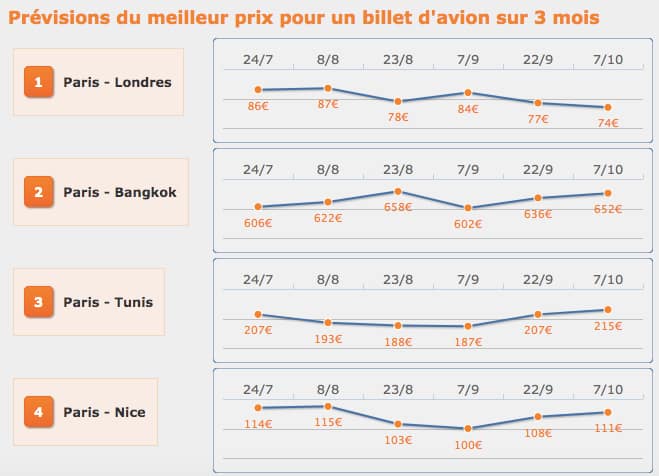 Prévisions du meilleur prix pour un billet d'avion sur 3 mois
1 Paris - Londres
24/7 8/8 23/8 7/9 22/9 7/10
86€ 87€ 78€ 84€ 77€ 74€
2 Paris - Bangkok
24/7 8/8 23/8 7/9 22/9 7/10
606€ 622€ 658€ 602€ 636€ 652€
3 Paris - Tunis
24/7 8/8 23/8 7/9 22/9 7/10
207€ 193€ 188€ 187€ 207€ 215€
4 Paris - Nice
24/7 8/8 23/8 7/9 22/9 7/10
114€ 115€ 103€ 100€ 108€ 111€